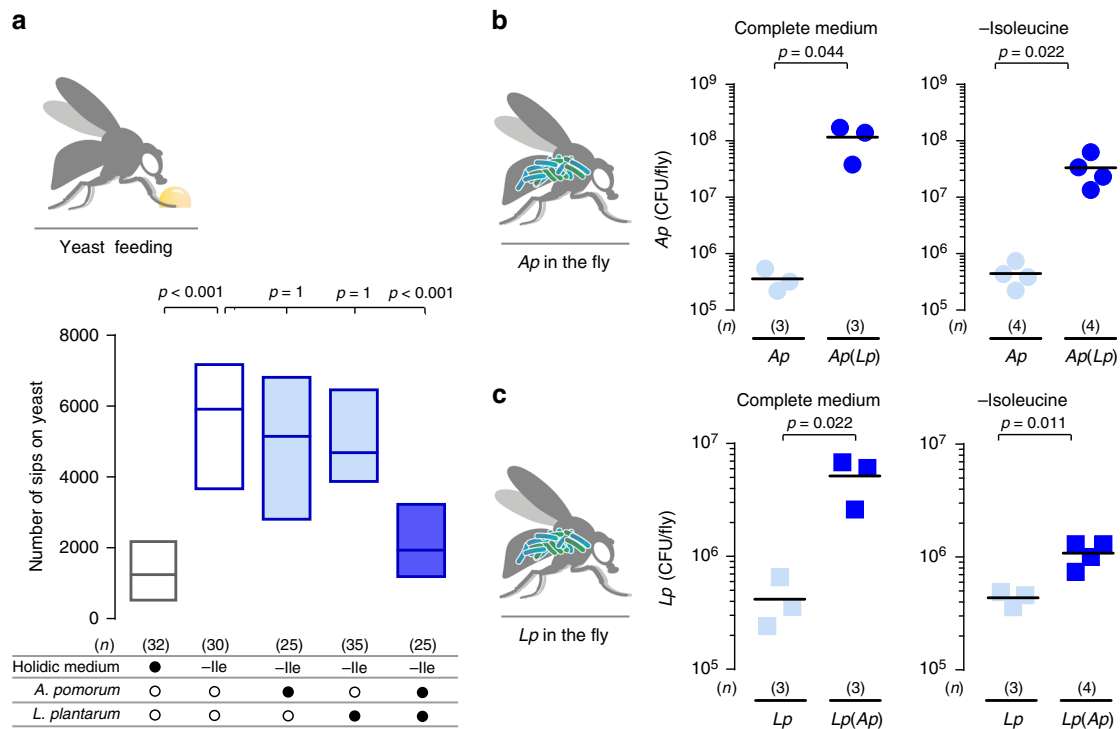 a
Yeast feeding
p < 0.001 p = 1 p = 1 p < 0.001
Number of sips on yeast
8000
6000
4000
2000
0
(n) (32) (30) (25) (35) (25)
Holidic medium –Ile –Ile –Ile –Ile
A. pomorum
L. plantarum
b
Complete medium –Isoleucine
p = 0.044 p = 0.022
Ap in the fly
Ap (CFU/fly)
10⁹ 10⁹
10⁸ 10⁸
10⁷ 10⁷
10⁶ 10⁶
10⁵ 10⁵
(n) (3) (3) (n) (4) (4)
Ap Ap(Lp) Ap Ap(Lp)
c
Complete medium –Isoleucine
p = 0.022 p = 0.011
Lp in the fly
Lp (CFU/fly)
10⁷ 10⁷
10⁶ 10⁶
10⁵ 10⁵
(n) (3) (3) (n) (3) (4)
Lp Lp(Ap) Lp Lp(Ap)